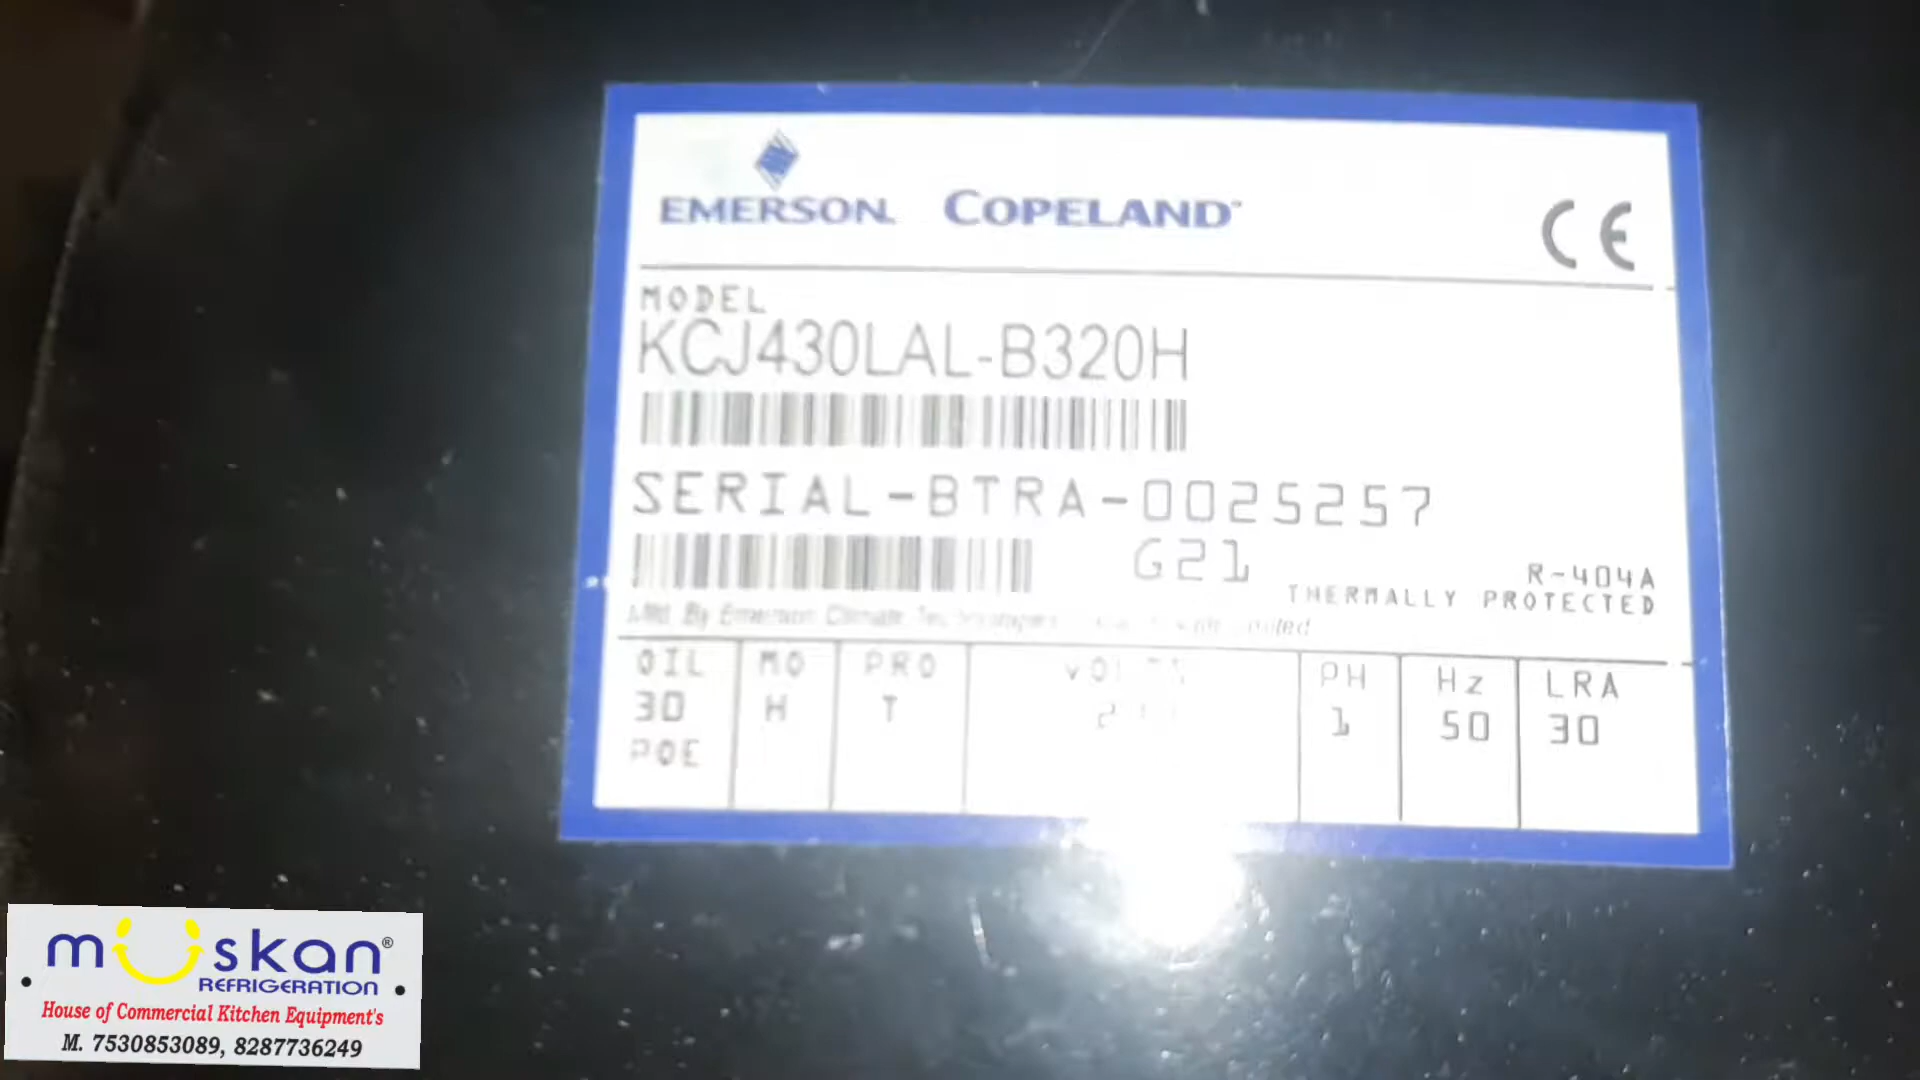 EMERSON COPELAND
CE
MODEL
KCJ430LAL-B320H
SERIAL-BTRA-0025257
G21
R-404A
THERMALLY PROTECTED
Mfd. By Emerson Climate
OIL MO PRO VOLTS PH Hz LRA
30 H T 1 50 30
POE
muskan®
REFRIGERATION
House of Commercial Kitchen Equipment's
M. 7530853089, 8287736249